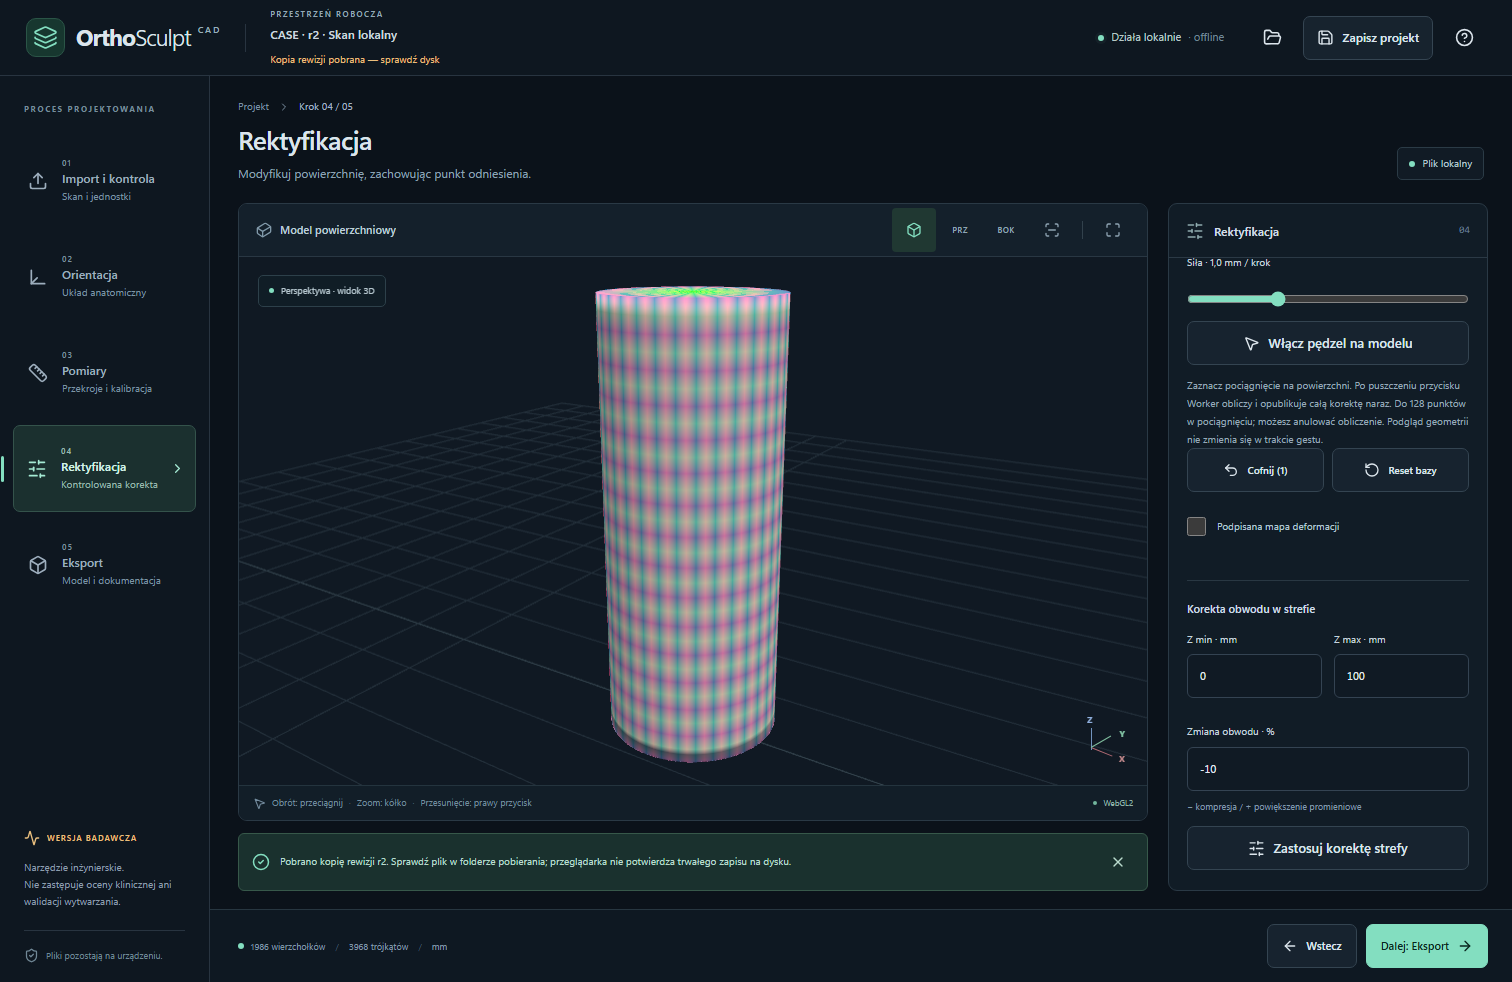 OrthoSculpt CAD
PRZESTRZEŃ ROBOCZA
CASE · r2 · Skan lokalny
Kopia rewizji pobrana — sprawdź dysk
Działa lokalnie · offline
Zapisz projekt
PROCES PROJEKTOWANIA
01
Import i kontrola
Skan i jednostki
02
Orientacja
Układ anatomiczny
03
Pomiary
Przekroje i kalibracja
04
Rektyfikacja
Kontrolowana korekta
05
Eksport
Model i dokumentacja
WERSJA BADAWCZA
Narzędzie inżynierskie.
Nie zastępuje oceny klinicznej ani
walidacji wytwarzania.
Pliki pozostają na urządzeniu.
Projekt
Krok 04 / 05
Rektyfikacja
Modyfikuj powierzchnię, zachowując punkt odniesienia.
Plik lokalny
Model powierzchniowy
PRZ
BOK
Perspektywa · widok 3D
Z
Y
X
Obrót: przeciągnij · Zoom: kółko · Przesunięcie: prawy przycisk
WebGL2
Pobrano kopię rewizji r2. Sprawdź plik w folderze pobierania; przeglądarka nie potwierdza trwałego zapisu na dysku.
Rektyfikacja
04
Siła · 1,0 mm / krok
Włącz pędzel na modelu
Zaznacz pociągnięcie na powierzchni. Po puszczeniu przycisku
Worker obliczy i opublikuje całą korektę naraz. Do 128 punktów
w pociągnięciu; możesz anulować obliczenie. Podgląd geometrii
nie zmienia się w trakcie gestu.
Cofnij (1)
Reset bazy
Podpisana mapa deformacji
Korekta obwodu w strefie
Z min · mm
Z max · mm
0
100
Zmiana obwodu · %
-10
− kompresja / + powiększenie promieniowe
Zastosuj korektę strefy
1986 wierzchołków / 3968 trójkątów / mm
Wstecz
Dalej: Eksport